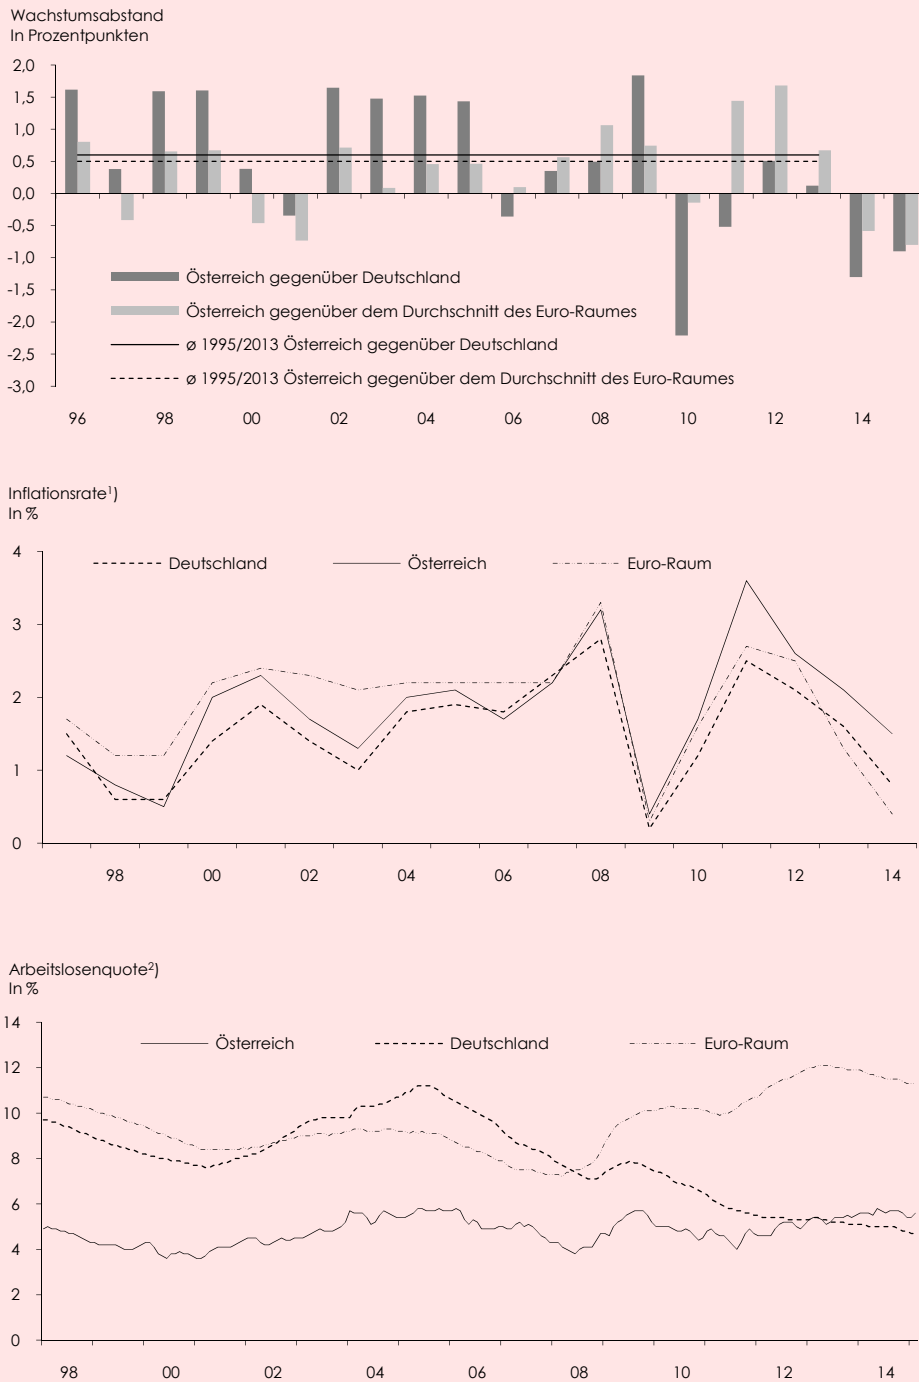 Wachstumsabstand
In Prozentpunkten
2,0
1,5
1,0
0,5
0,0
-0,5
-1,0
-1,5
-2,0
-2,5
-3,0
Österreich gegenüber Deutschland
Österreich gegenüber dem Durchschnitt des Euro-Raumes
ø 1995/2013 Österreich gegenüber Deutschland
ø 1995/2013 Österreich gegenüber dem Durchschnitt des Euro-Raumes
96 98 00 02 04 06 08 10 12 14
Inflationsrate¹)
In %
4
3
2
1
0
Deutschland Österreich Euro-Raum
98 00 02 04 06 08 10 12 14
Arbeitslosenquote²)
In %
14
12
10
8
6
4
2
0
Österreich Deutschland Euro-Raum
98 00 02 04 06 08 10 12 14